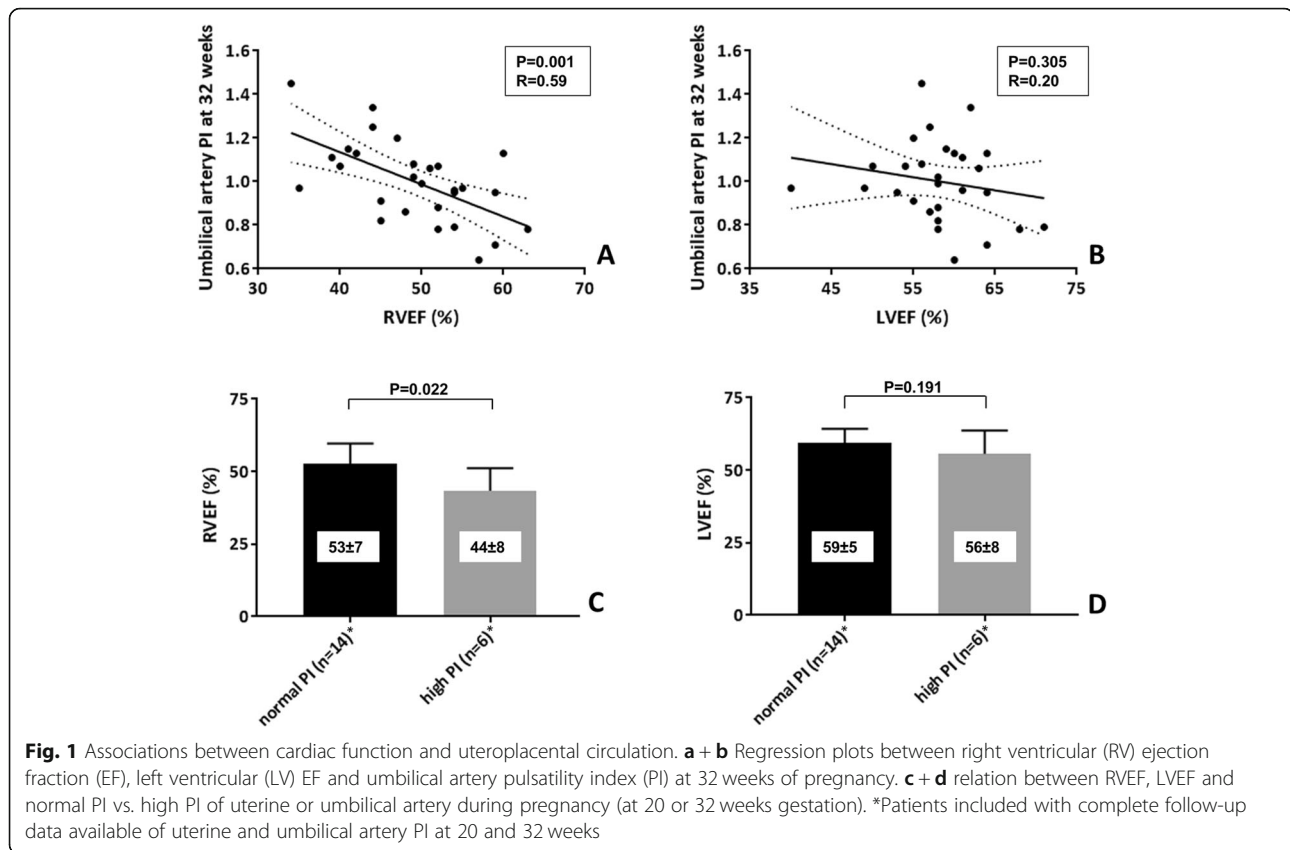 P=0.001
R=0.59
Umbilical artery PI at 32 weeks
1.6
1.4
1.2
1.0
0.8
0.6
30 40 50 60 70
RVEF (%)
A
P=0.305
R=0.20
Umbilical artery PI at 32 weeks
1.6
1.4
1.2
1.0
0.8
0.6
35 45 55 65 75
LVEF (%)
B
P=0.022
RVEF (%)
75
50
25
0
53±7
44±8
C
normal PI (n=14)*
high PI (n=6)*
P=0.191
LVEF (%)
75
50
25
0
59±5
56±8
D
normal PI (n=14)*
high PI (n=6)*
Fig. 1 Associations between cardiac function and uteroplacental circulation. a + b Regression plots between right ventricular (RV) ejection
fraction (EF), left ventricular (LV) EF and umbilical artery pulsatility index (PI) at 32 weeks of pregnancy. c + d relation between RVEF, LVEF and
normal PI vs. high PI of uterine or umbilical artery during pregnancy (at 20 or 32 weeks gestation). *Patients included with complete follow-up
data available of uterine and umbilical artery PI at 20 and 32 weeks